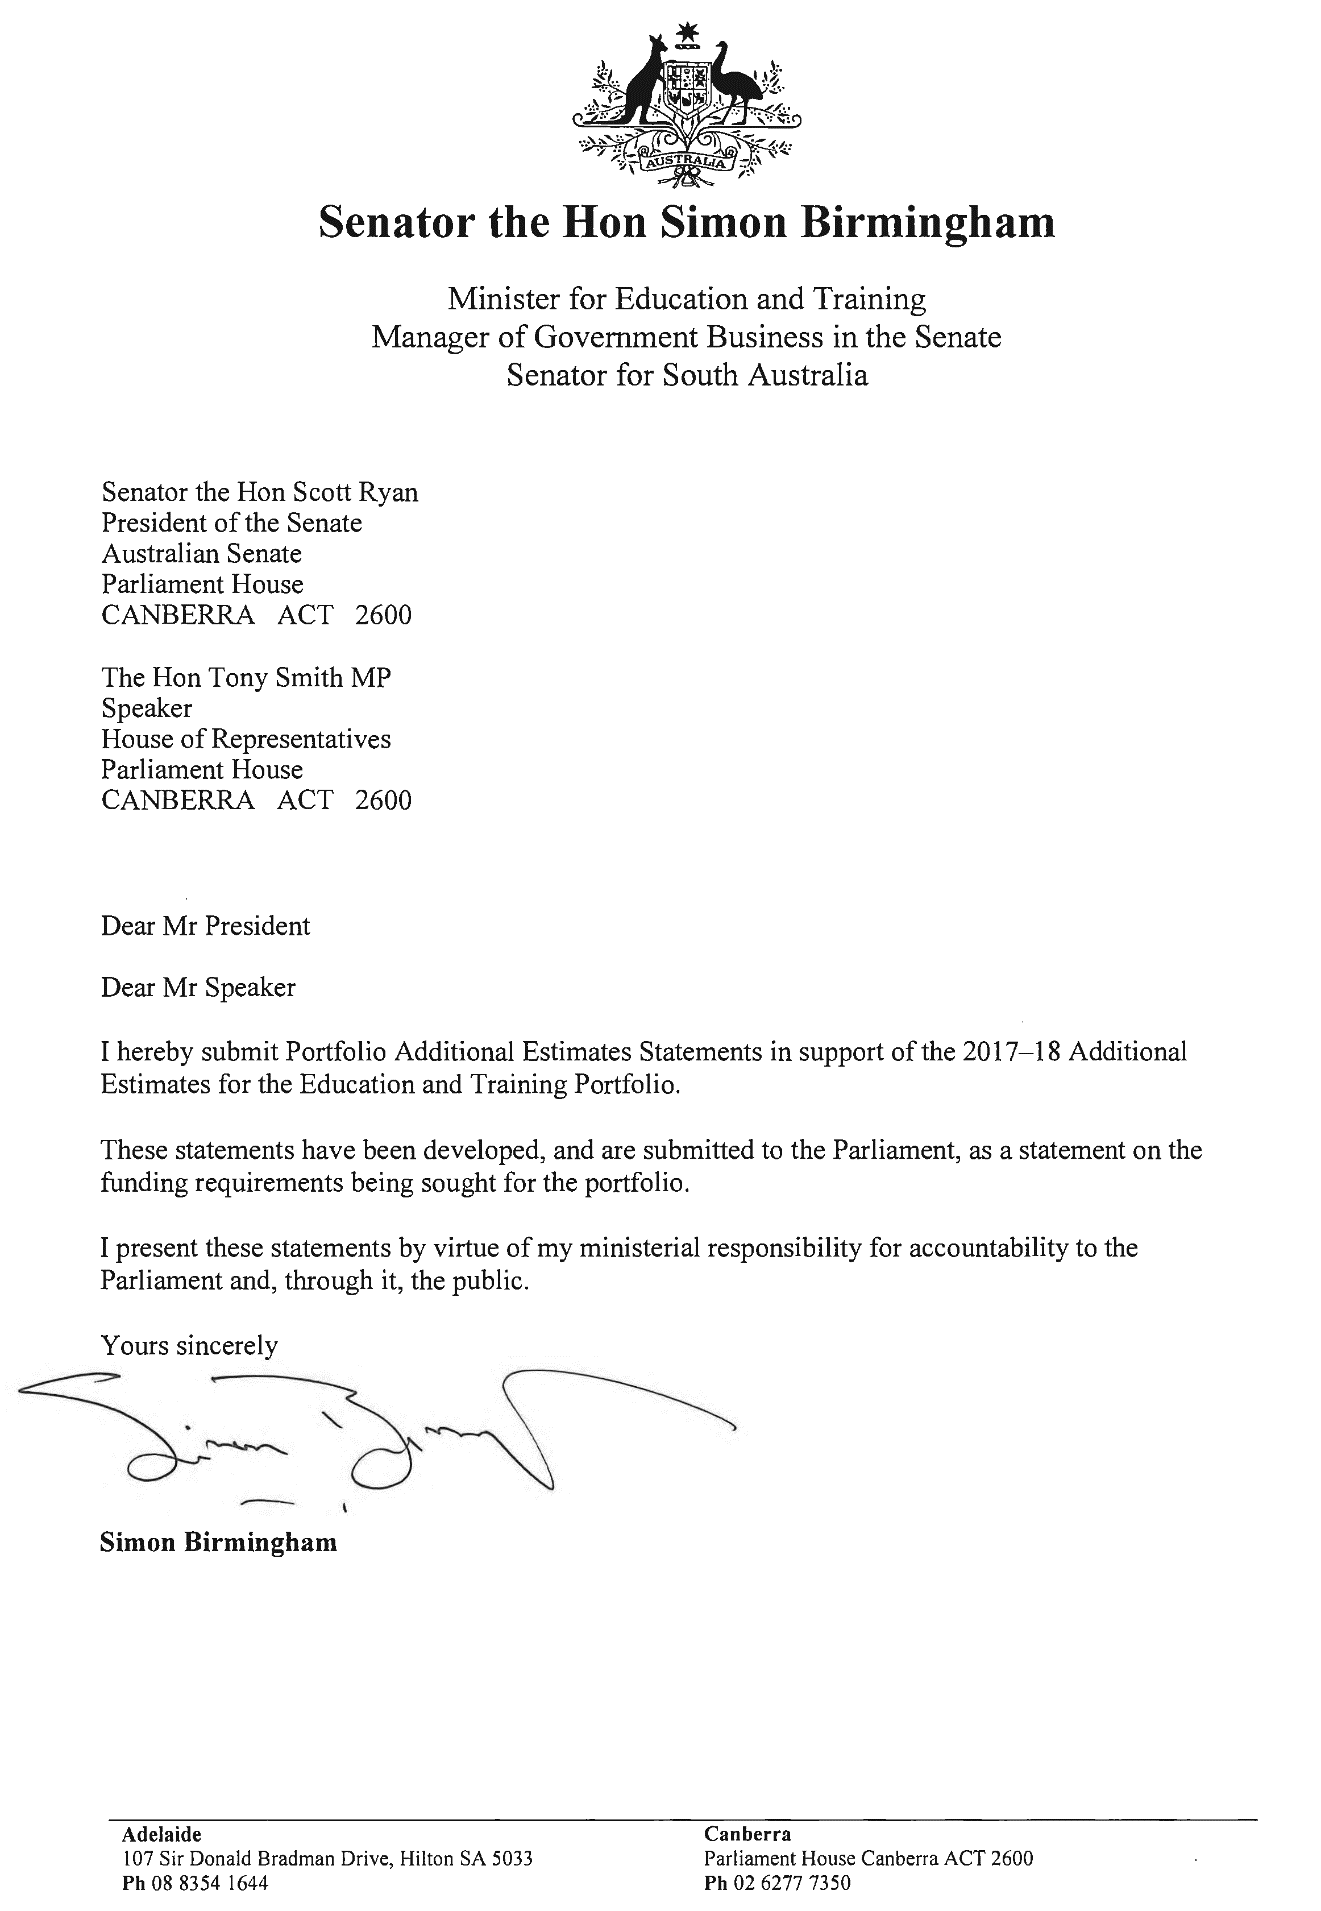 AUSTRALIA
Senator the Hon Simon Birmingham
Minister for Education and Training
Manager of Government Business in the Senate
Senator for South Australia
Senator the Hon Scott Ryan
President of the Senate
Australian Senate
Parliament House
CANBERRA ACT 2600
The Hon Tony Smith MP
Speaker
House of Representatives
Parliament House
CANBERRA ACT 2600
Dear Mr President
Dear Mr Speaker
I hereby submit Portfolio Additional Estimates Statements in support of the 2017–18 Additional
Estimates for the Education and Training Portfolio.
These statements have been developed, and are submitted to the Parliament, as a statement on the
funding requirements being sought for the portfolio.
I present these statements by virtue of my ministerial responsibility for accountability to the
Parliament and, through it, the public.
Yours sincerely
Simon Birmingham
Adelaide
107 Sir Donald Bradman Drive, Hilton SA 5033
Ph 08 8354 1644
Canberra
Parliament House Canberra ACT 2600
Ph 02 6277 7350